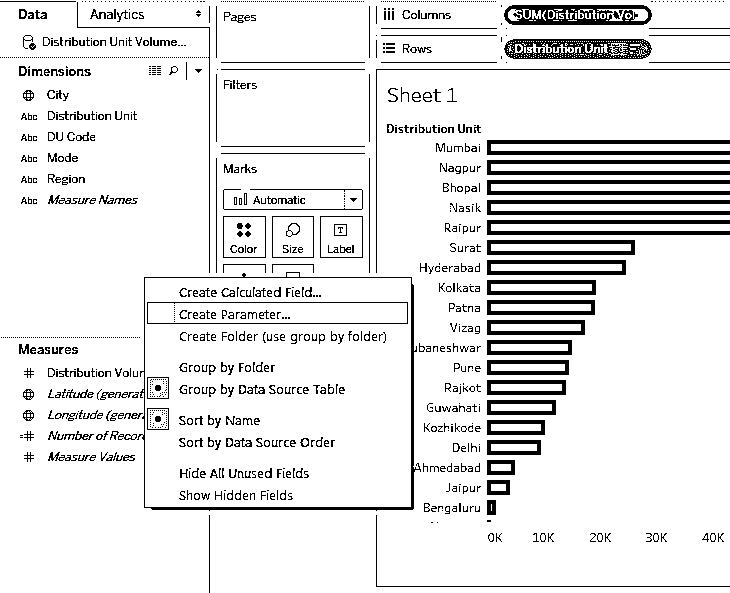 Data
Analytics
Distribution Unit Volume...
Dimensions
City
Abc Distribution Unit
Abc DU Code
Abc Mode
Abc Region
Abc Measure Names
Measures
# Distribution Volur
Latitude (generat
Longitude (gener
=# Number of Recor
# Measure Values
Pages
Filters
Marks
Automatic
Color
Size
T
Label
Create Calculated Field...
Create Parameter...
Create Folder (use group by folder)
Group by Folder
Group by Data Source Table
Sort by Name
Sort by Data Source Order
Hide All Unused Fields
Show Hidden Fields
Columns
SUM(Distribution Vo)..
Rows
Distribution Unit
Sheet 1
Distribution Unit
Mumbai
Nagpur
Bhopal
Nasik
Raipur
Surat
Hyderabad
Kolkata
Patna
Vizag
ubaneshwar
Pune
Rajkot
Guwahati
Kozhikode
Delhi
Ahmedabad
Jaipur
Bengaluru
0K 10K 20K 30K 40K